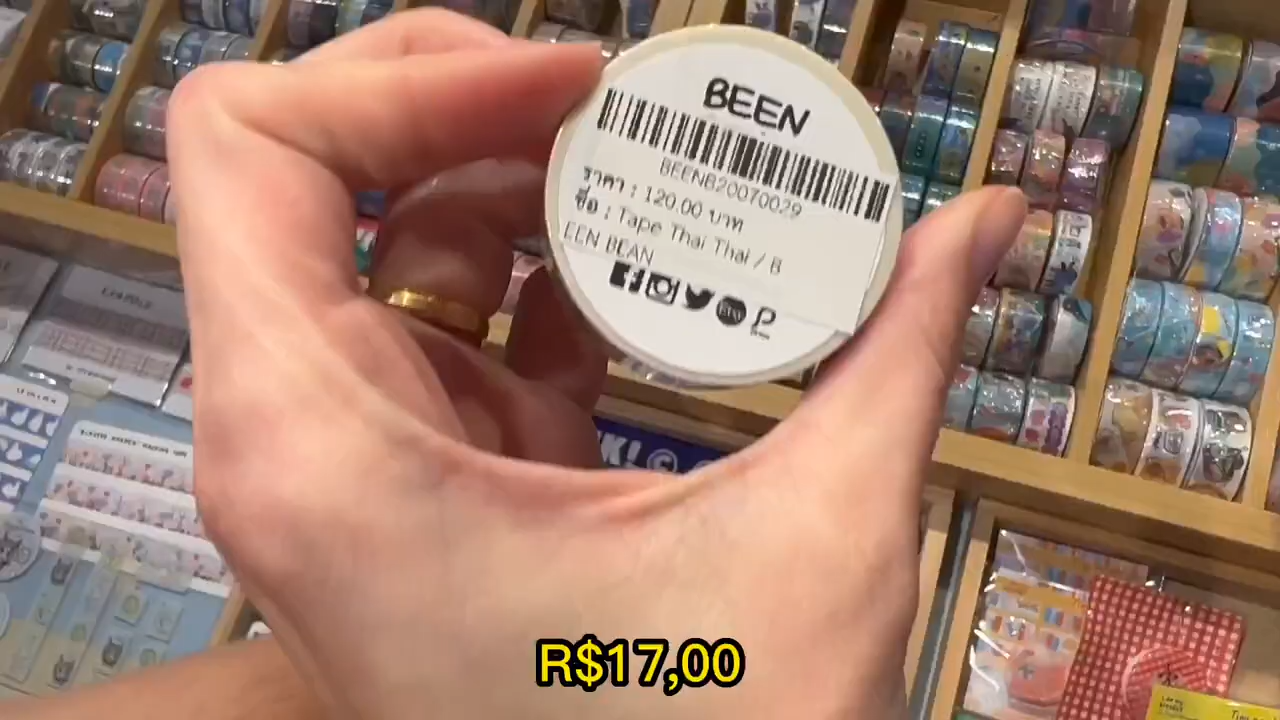 BEEN
BEENB20070029
ราคา : 120.00 บาท
ชื่อ : Tape Thai Thai / B
EEN BEAN
R$17,00